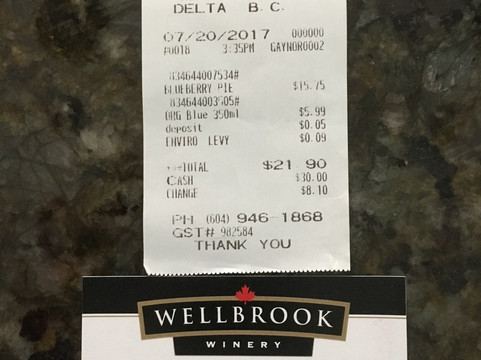 DELTA B.C.
07/20/2017 000000
#0018 3:35PM GAYNOR0002
834644007534#
BLUEBERRY PIE $15.75
834644003505#
ORG Blue 350ml $5.99
deposit $0.05
ENVIRO LEVY $0.09
***TOTAL $21.90
CASH $30.00
CHANGE $8.10
PH (604) 946-1868
GST# 982584
THANK YOU
WELLBROOK
WINERY